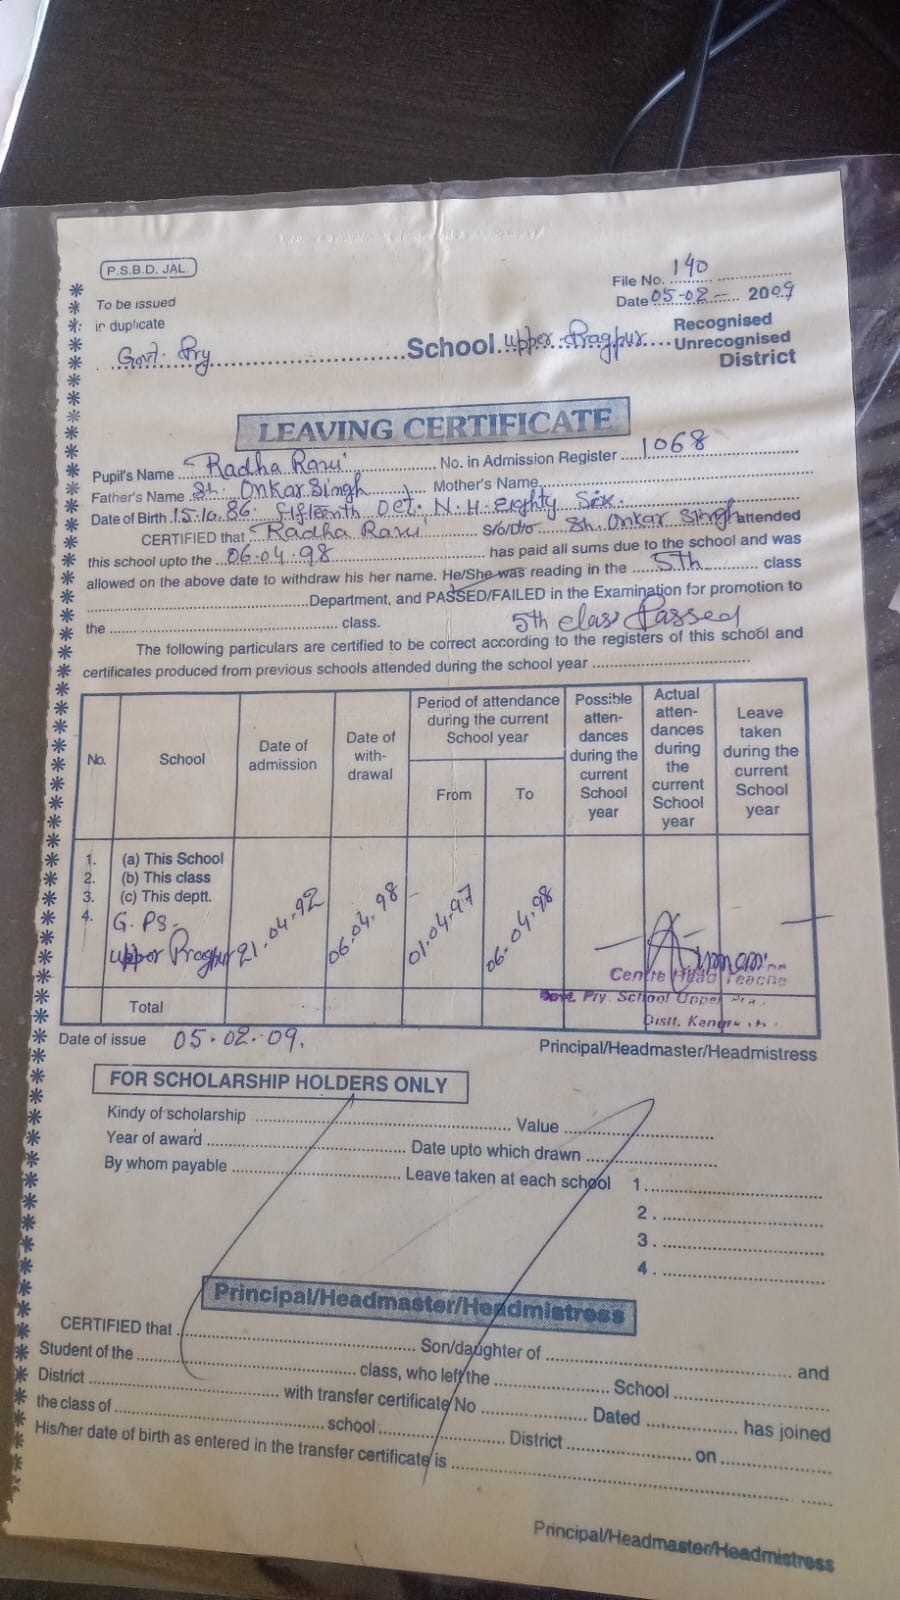 P.S.B.D. JAL.
File No. 140
To be issued
Date 05-02- 2009
in duplicate
Govt. Pry School Upper Pragpur Recognised
Unrecognised
District
LEAVING CERTIFICATE
Pupil's Name Radha Rani No. in Admission Register 1068
Father's Name Sh. Onkar Singh Mother's Name
Date of Birth 15.10.86. fifteenth Oct. N. H. Eighty Six.
CERTIFIED that Radha Rani S/o/D/o Sh. Onkar Singh attended
this school upto the 06.04.98 has paid all sums due to the school and was
allowed on the above date to withdraw his her name. He/She was reading in the 5th class
Department, and PASSED/FAILED in the Examination for promotion to
the class. 5th class Passed
The following particulars are certified to be correct according to the registers of this school and
certificates produced from previous schools attended during the school year
No. School Date of admission Date of with-drawal Period of attendance during the current School year From To Possible atten-dances during the current School year Actual atten-dances during the current School year Leave taken during the current School year
1. (a) This School
2. (b) This class
3. (c) This deptt.
4. G. P.S.
Upper Pragpur 21.04.92 06.04.98 01.04.97 06.04.98
Centre Head Teache
Govt. Pry. School Upper
Distt. Kangra
Total
Date of issue 05.02.09.
Principal/Headmaster/Headmistress
FOR SCHOLARSHIP HOLDERS ONLY
Kindy of scholarship Value
Year of award Date upto which drawn
By whom payable Leave taken at each school 1.
2.
3.
4.
Principal/Headmaster/Headmistress
CERTIFIED that Son/daughter of and
Student of the class, who left the School
District with transfer certificate No Dated has joined
the class of school District on
His/her date of birth as entered in the transfer certificate is
Principal/Headmaster/Headmistress